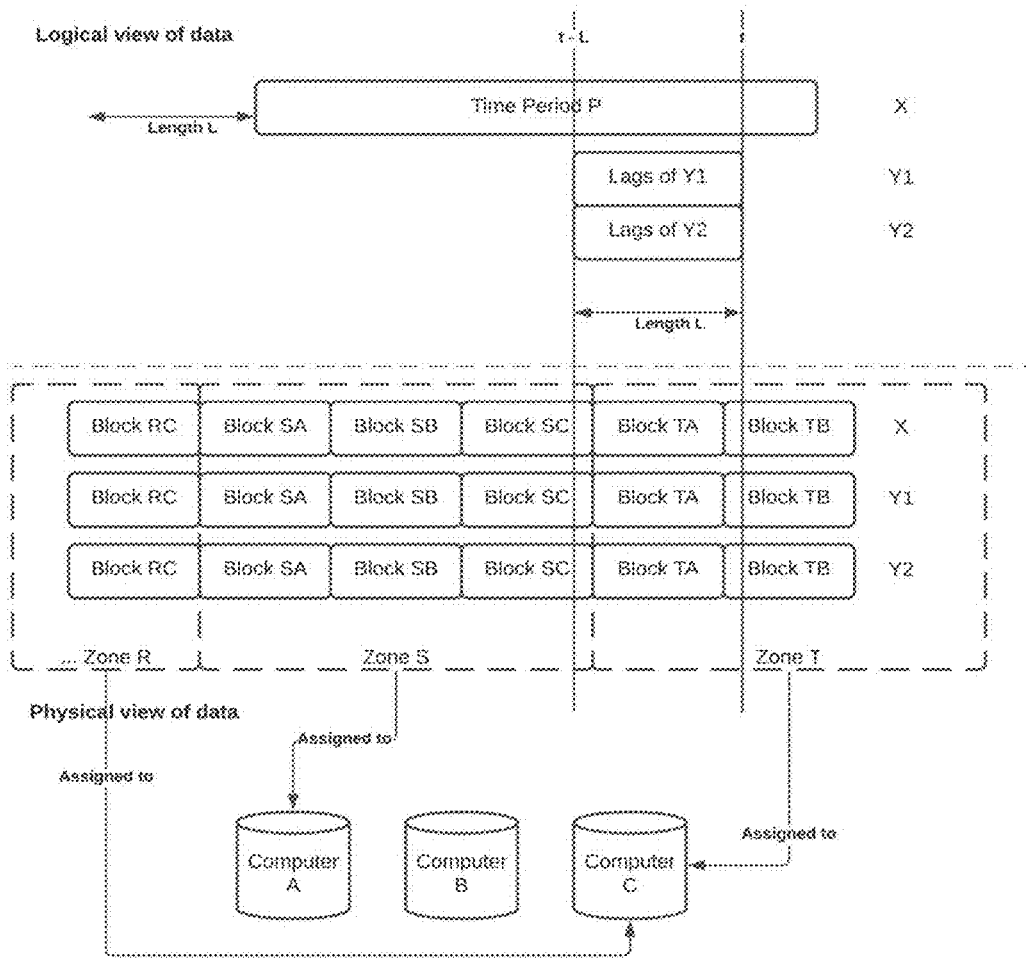 Logical view of data
t - L
t
Time Period P
X
Length L
Lags of Y1
Y1
Lags of Y2
Y2
Length L
Block RC Block SA Block SB Block SC Block TA Block TB X
Block RC Block SA Block SB Block SC Block TA Block TB Y1
Block RC Block SA Block SB Block SC Block TA Block TB Y2
... Zone R
Zone S
Zone T
Physical view of data
Assigned to
Assigned to
Assigned to
Computer
A
Computer
B
Computer
C